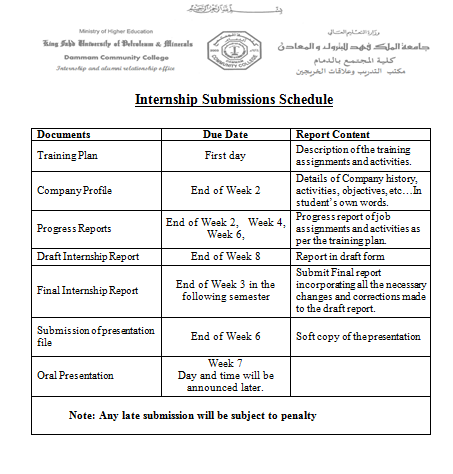 Ministry of Higher Education
King Fahd University of Petroleum & Minerals
Dammam Community College
Internship and alumni relationship office
وزارة التعليم العالي
جامعة الملك فهد للبترول و المعادن
كلية المجتمع بالدمام
مكتب التدريب وعلاقات الخريجين
Internship Submissions Schedule
Documents Due Date Report Content
Training Plan First day Description of the training
assignments and activities.
Company Profile End of Week 2 Details of Company history,
activities, objectives, etc…In
student's own words.
Progress Reports End of Week 2, Week 4,
Week 6, Progress report of job
assignments and activities as
per the training plan.
Draft Internship Report End of Week 8 Report in draft form
Final Internship Report End of Week 3 in the
following semester Submit Final report
incorporating all the necessary
changes and corrections made
to the draft report.
Submission of presentation
file End of Week 6 Soft copy of the presentation
Oral Presentation Week 7
Day and time will be
announced later.
Note: Any late submission will be subject to penalty